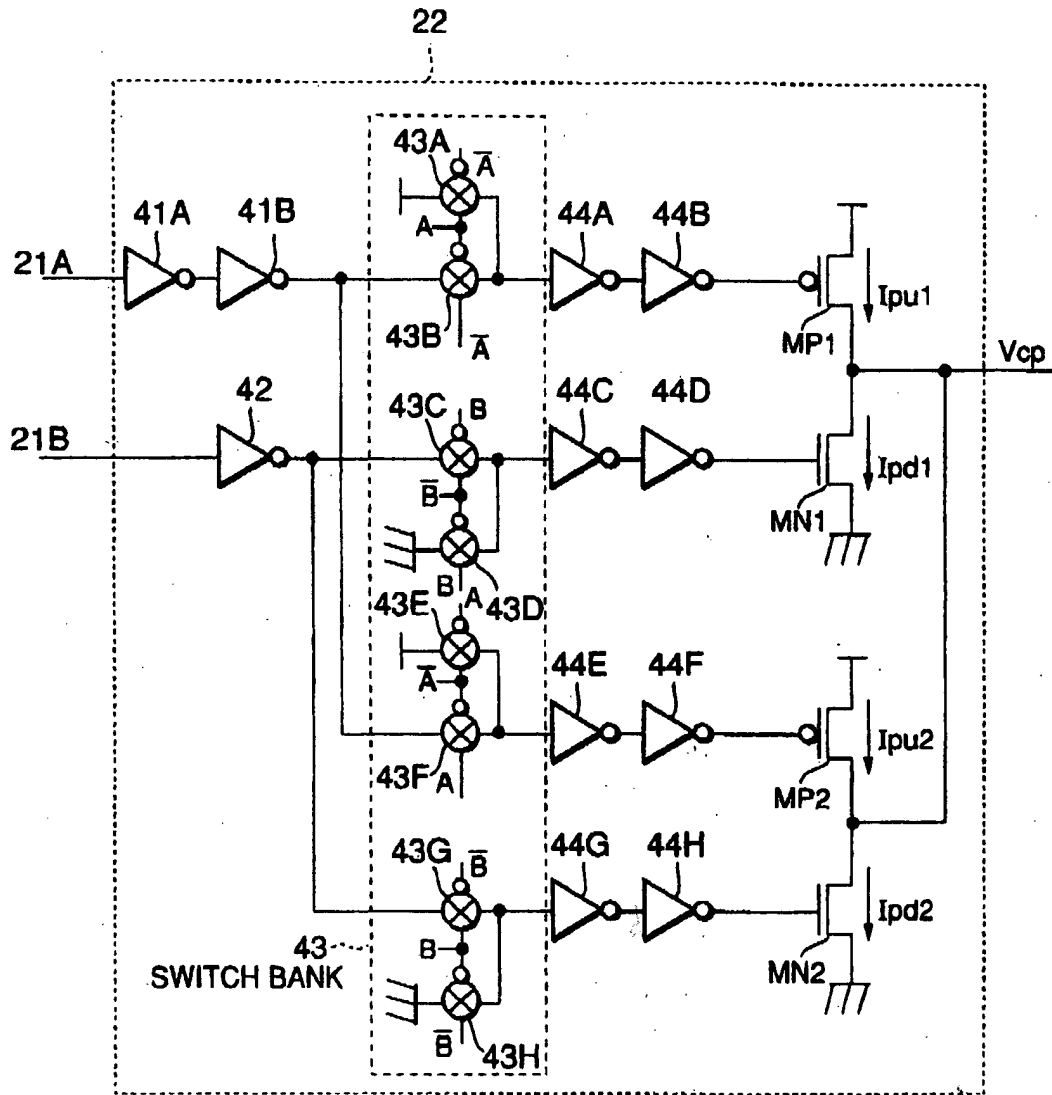 22
43A A̅
41A 41B 44A 44B
A
21A
Ipu1
43B A̅
MP1
Vcp
42 43C B 44C 44D
21B
B̅ Ipd1
MN1
B A 43D
43E
A̅ 44E 44F
Ipu2
43F A
MP2
43G B̅ 44G 44H
Ipd2
43 B
SWITCH BANK
MN2
B̅ 43H